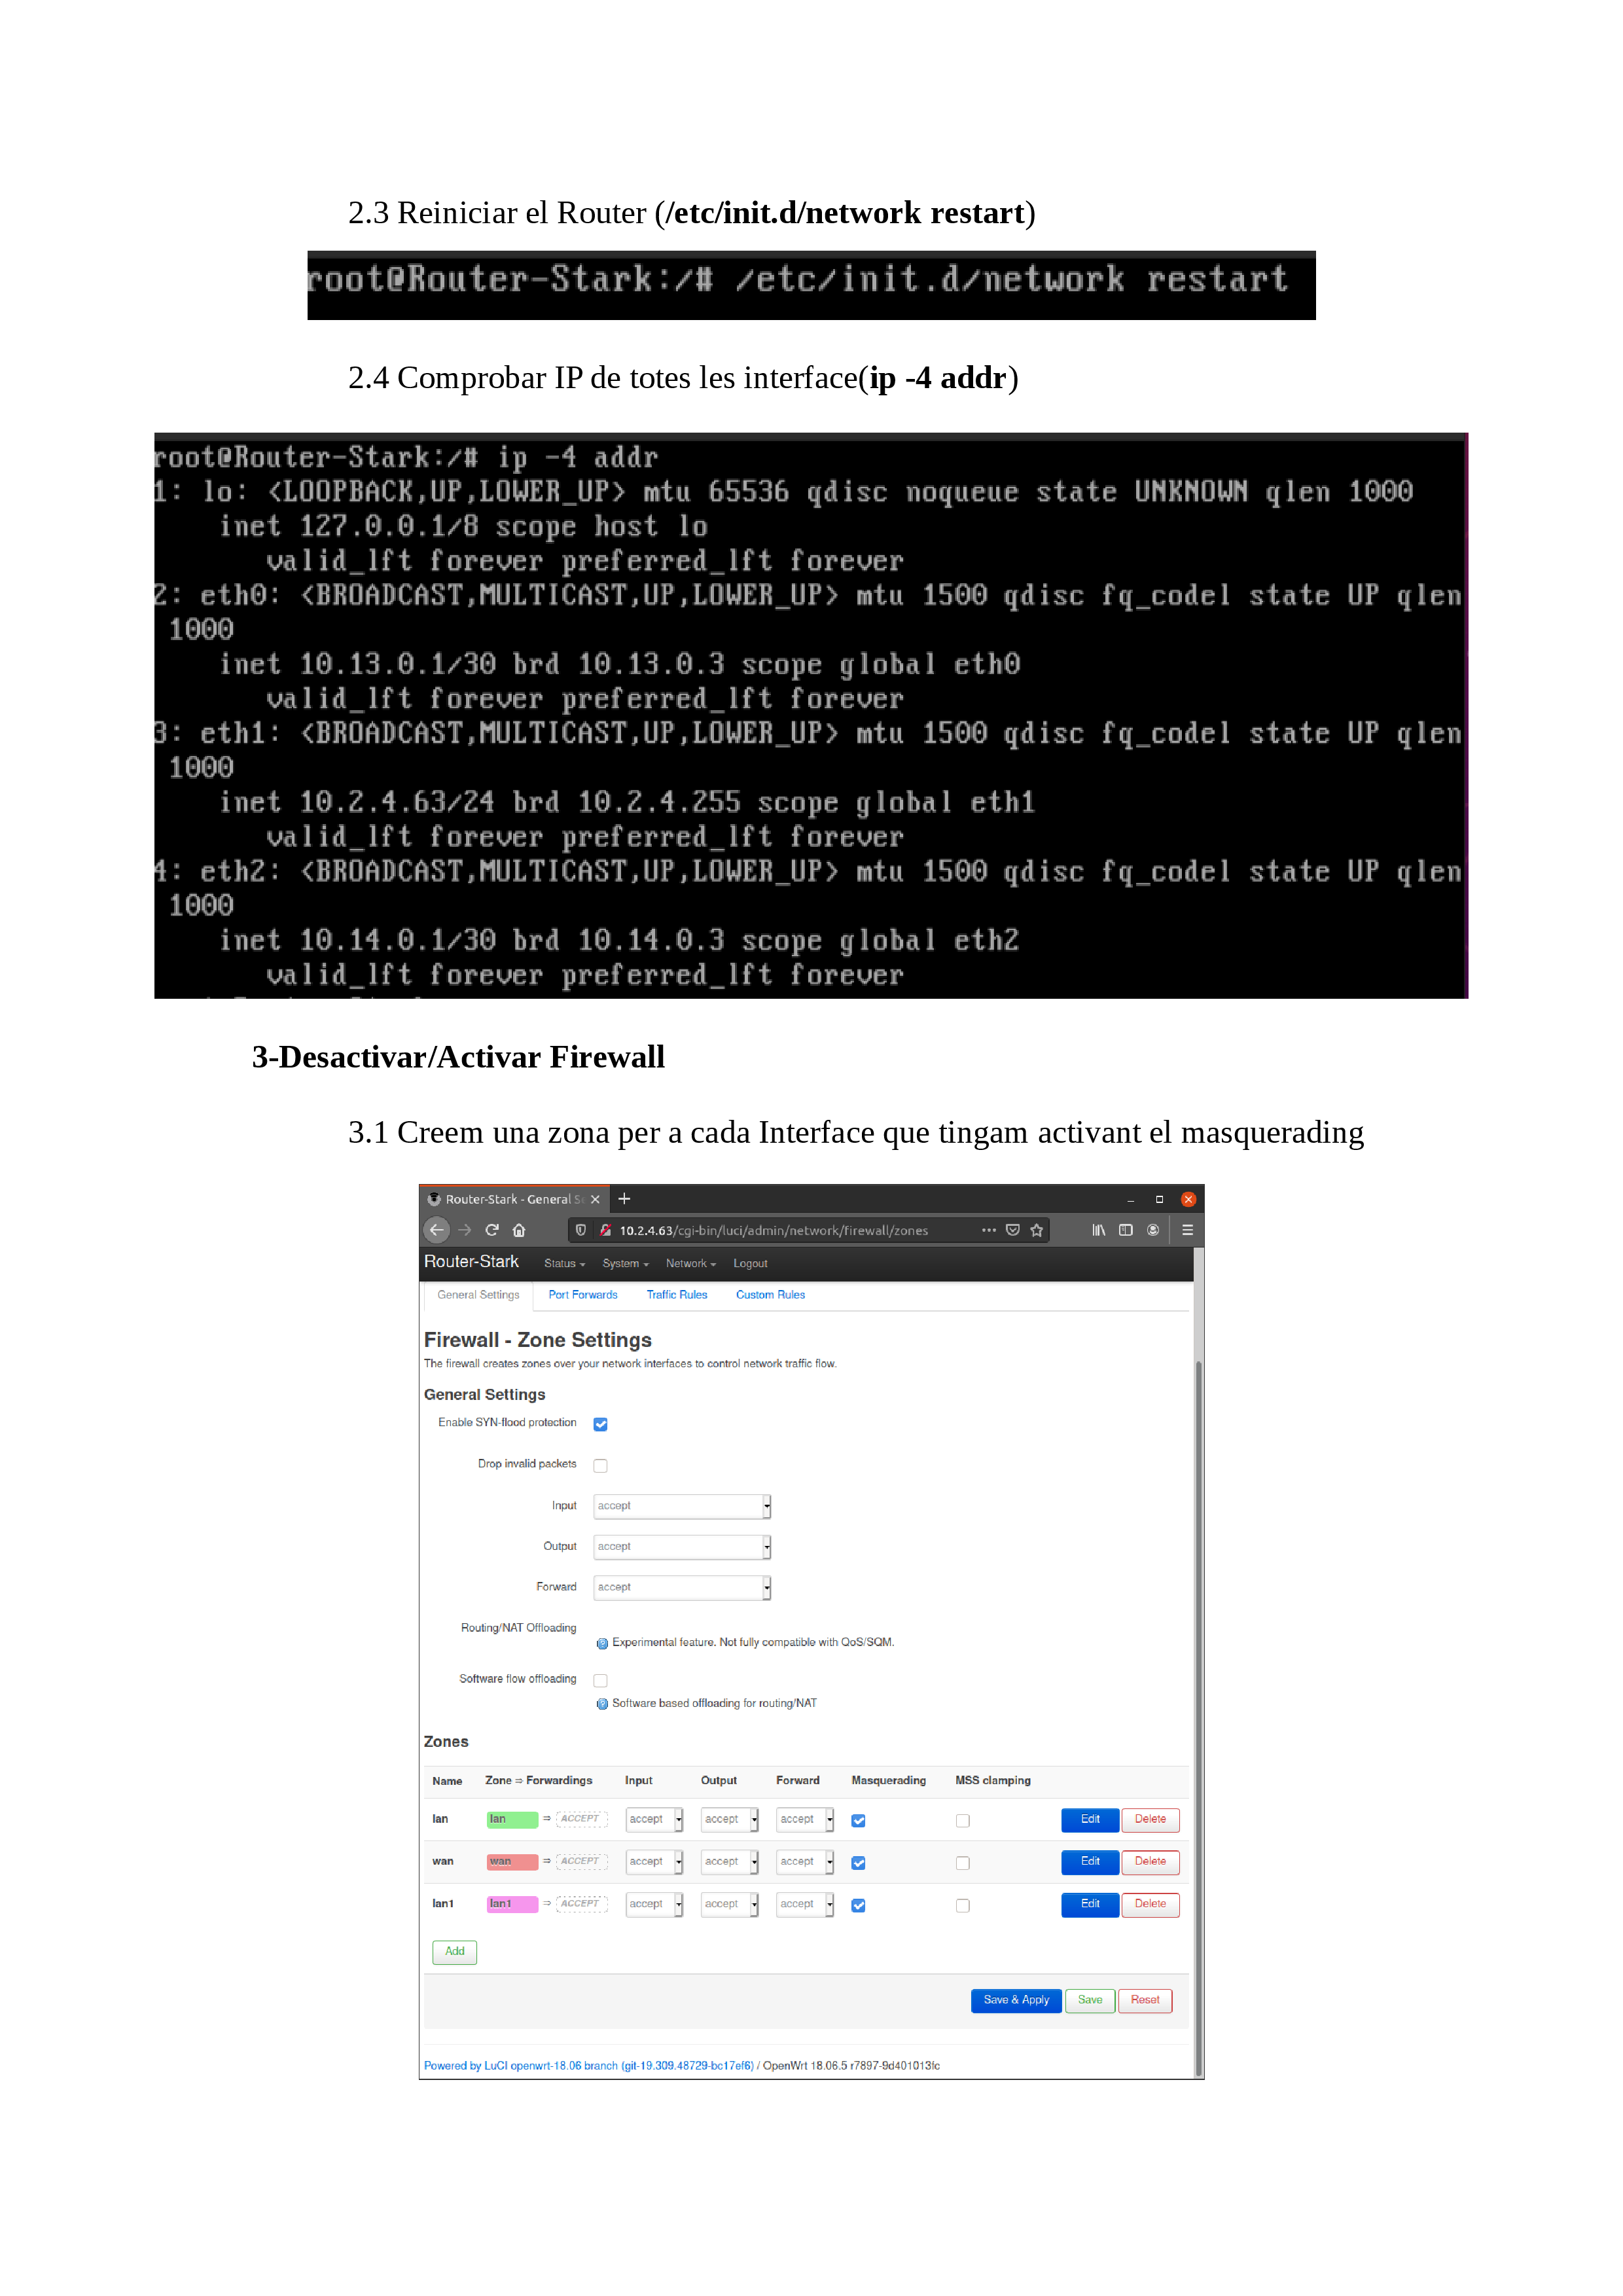 2.3 Reiniciar el Router (/etc/init.d/network restart)
root@Router-Stark:/# /etc/init.d/network restart
2.4 Comprobar IP de totes les interface(ip -4 addr)
root@Router-Stark:/# ip -4 addr
1: lo: <LOOPBACK,UP,LOWER_UP> mtu 65536 qdisc noqueue state UNKNOWN qlen 1000
inet 127.0.0.1/8 scope host lo
valid_lft forever preferred_lft forever
2: eth0: <BROADCAST,MULTICAST,UP,LOWER_UP> mtu 1500 qdisc fq_codel state UP qlen
1000
inet 10.13.0.1/30 brd 10.13.0.3 scope global eth0
valid_lft forever preferred_lft forever
3: eth1: <BROADCAST,MULTICAST,UP,LOWER_UP> mtu 1500 qdisc fq_codel state UP qlen
1000
inet 10.2.4.63/24 brd 10.2.4.255 scope global eth1
valid_lft forever preferred_lft forever
4: eth2: <BROADCAST,MULTICAST,UP,LOWER_UP> mtu 1500 qdisc fq_codel state UP qlen
1000
inet 10.14.0.1/30 brd 10.14.0.3 scope global eth2
valid_lft forever preferred_lft forever
3-Desactivar/Activar Firewall
3.1 Creem una zona per a cada Interface que tingam activant el masquerading
Router-Stark - General S
10.2.4.63/cgi-bin/luci/admin/network/firewall/zones
Router-Stark Status System Network Logout
General Settings Port Forwards Traffic Rules Custom Rules
Firewall - Zone Settings
The firewall creates zones over your network interfaces to control network traffic flow.
General Settings
Enable SYN-flood protection
Drop invalid packets
Input accept
Output accept
Forward accept
Routing/NAT Offloading
Experimental feature. Not fully compatible with QoS/SQM.
Software flow offloading
Software based offloading for routing/NAT
Zones
Name Zone ⇒ Forwardings Input Output Forward Masquerading MSS clamping
lan lan ⇒ ACCEPT accept accept accept Edit Delete
wan wan ⇒ ACCEPT accept accept accept Edit Delete
lan1 lan1 ⇒ ACCEPT accept accept accept Edit Delete
Add
Save & Apply Save Reset
Powered by LuCI openwrt-18.06 branch (git-19.309.48729-bc17ef6) / OpenWrt 18.06.5 r7897-9d401013fc